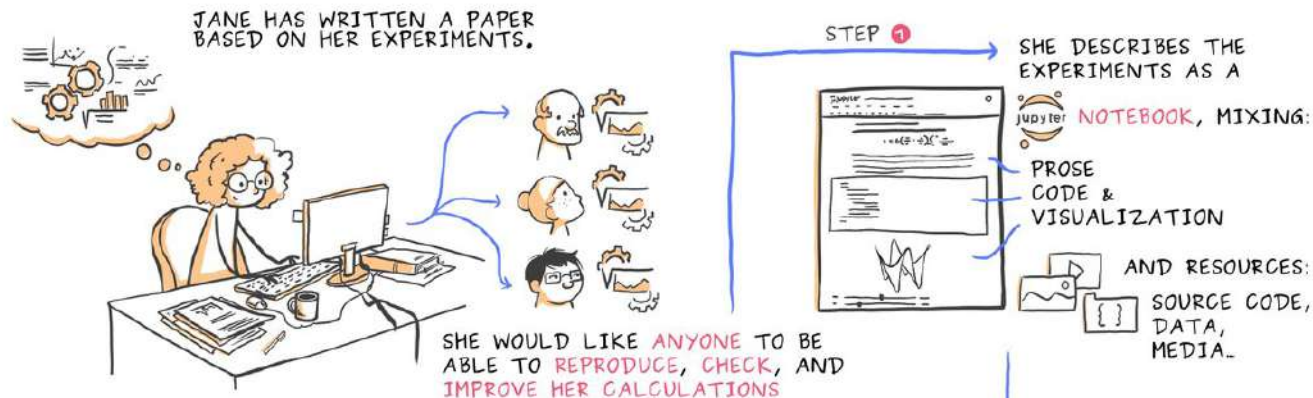 JANE HAS WRITTEN A PAPER
BASED ON HER EXPERIMENTS.
SHE WOULD LIKE ANYONE TO BE
ABLE TO REPRODUCE, CHECK, AND
IMPROVE HER CALCULATIONS
STEP 1
SHE DESCRIBES THE
EXPERIMENTS AS A
jupyter NOTEBOOK, MIXING:
JUPYTER
PROSE
CODE &
VISUALIZATION
AND RESOURCES:
SOURCE CODE,
DATA,
MEDIA…